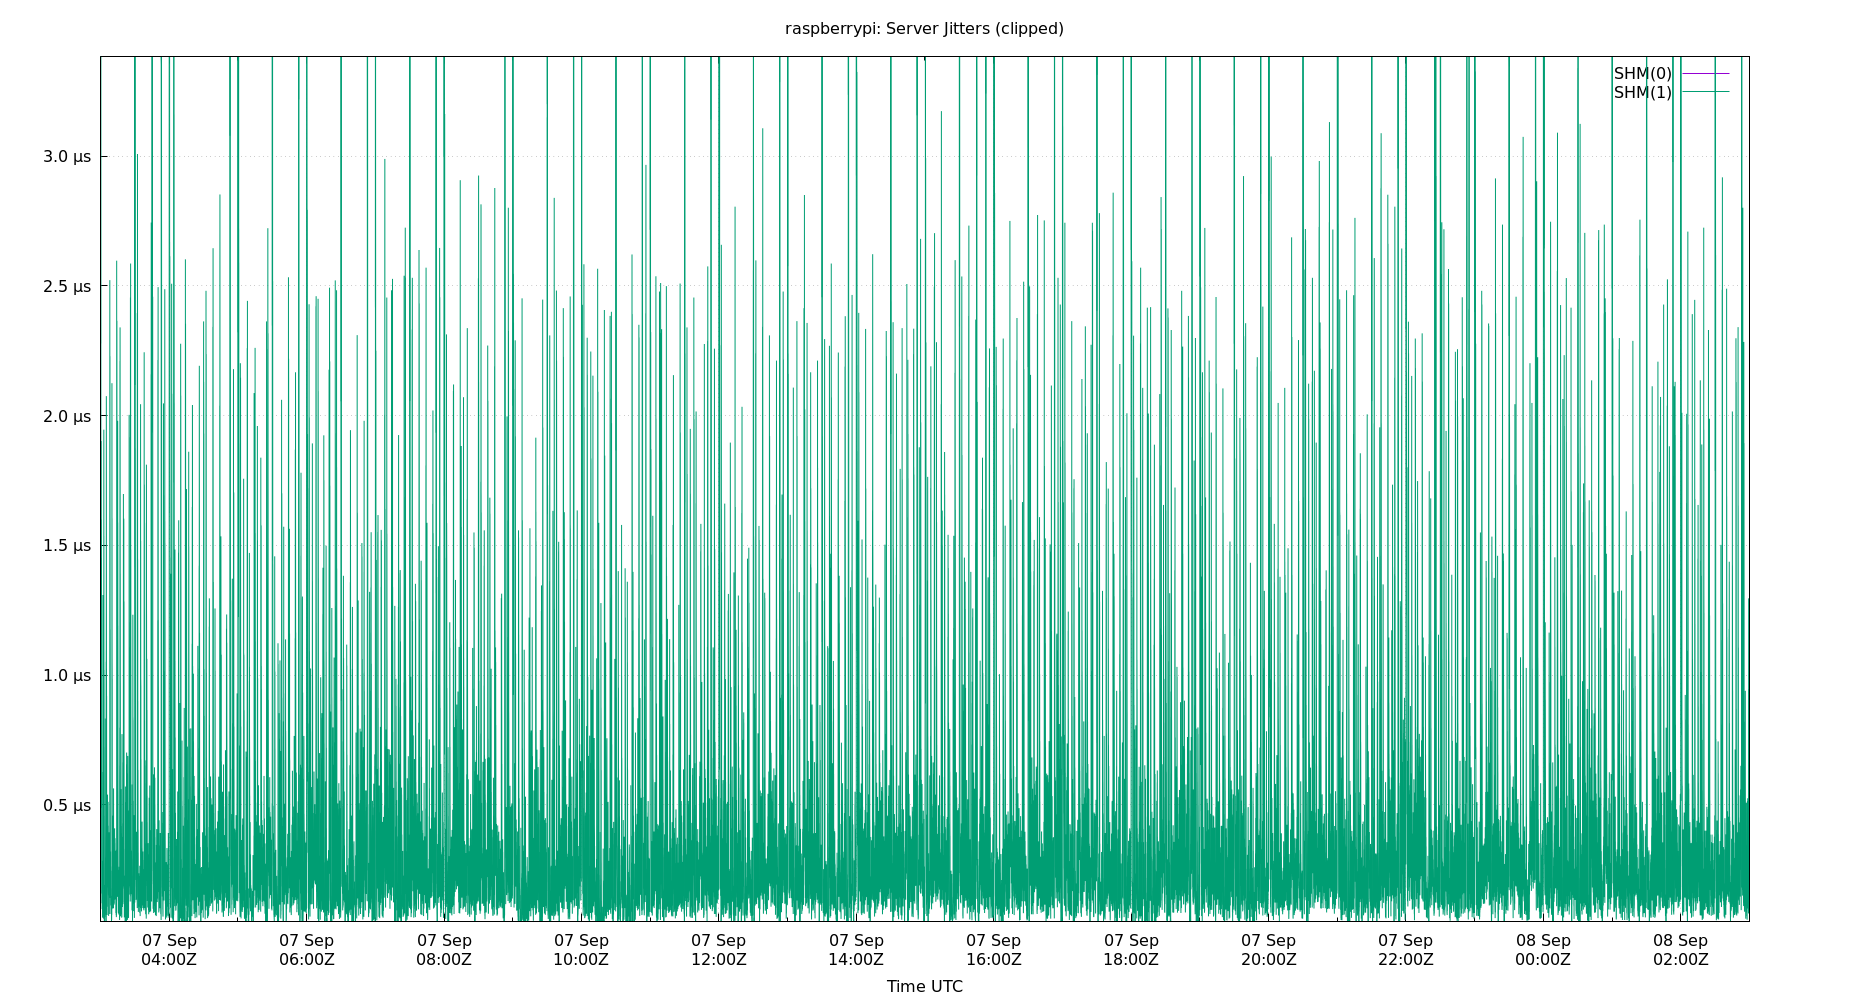 raspberrypi: Server Jitters (clipped)
SHM(0)
SHM(1)
3.0 µs
2.5 µs
2.0 µs
1.5 µs
1.0 µs
0.5 µs
07 Sep 07 Sep 07 Sep 07 Sep 07 Sep 07 Sep 07 Sep 07 Sep 07 Sep 07 Sep 08 Sep 08 Sep
04:00Z 06:00Z 08:00Z 10:00Z 12:00Z 14:00Z 16:00Z 18:00Z 20:00Z 22:00Z 00:00Z 02:00Z
Time UTC